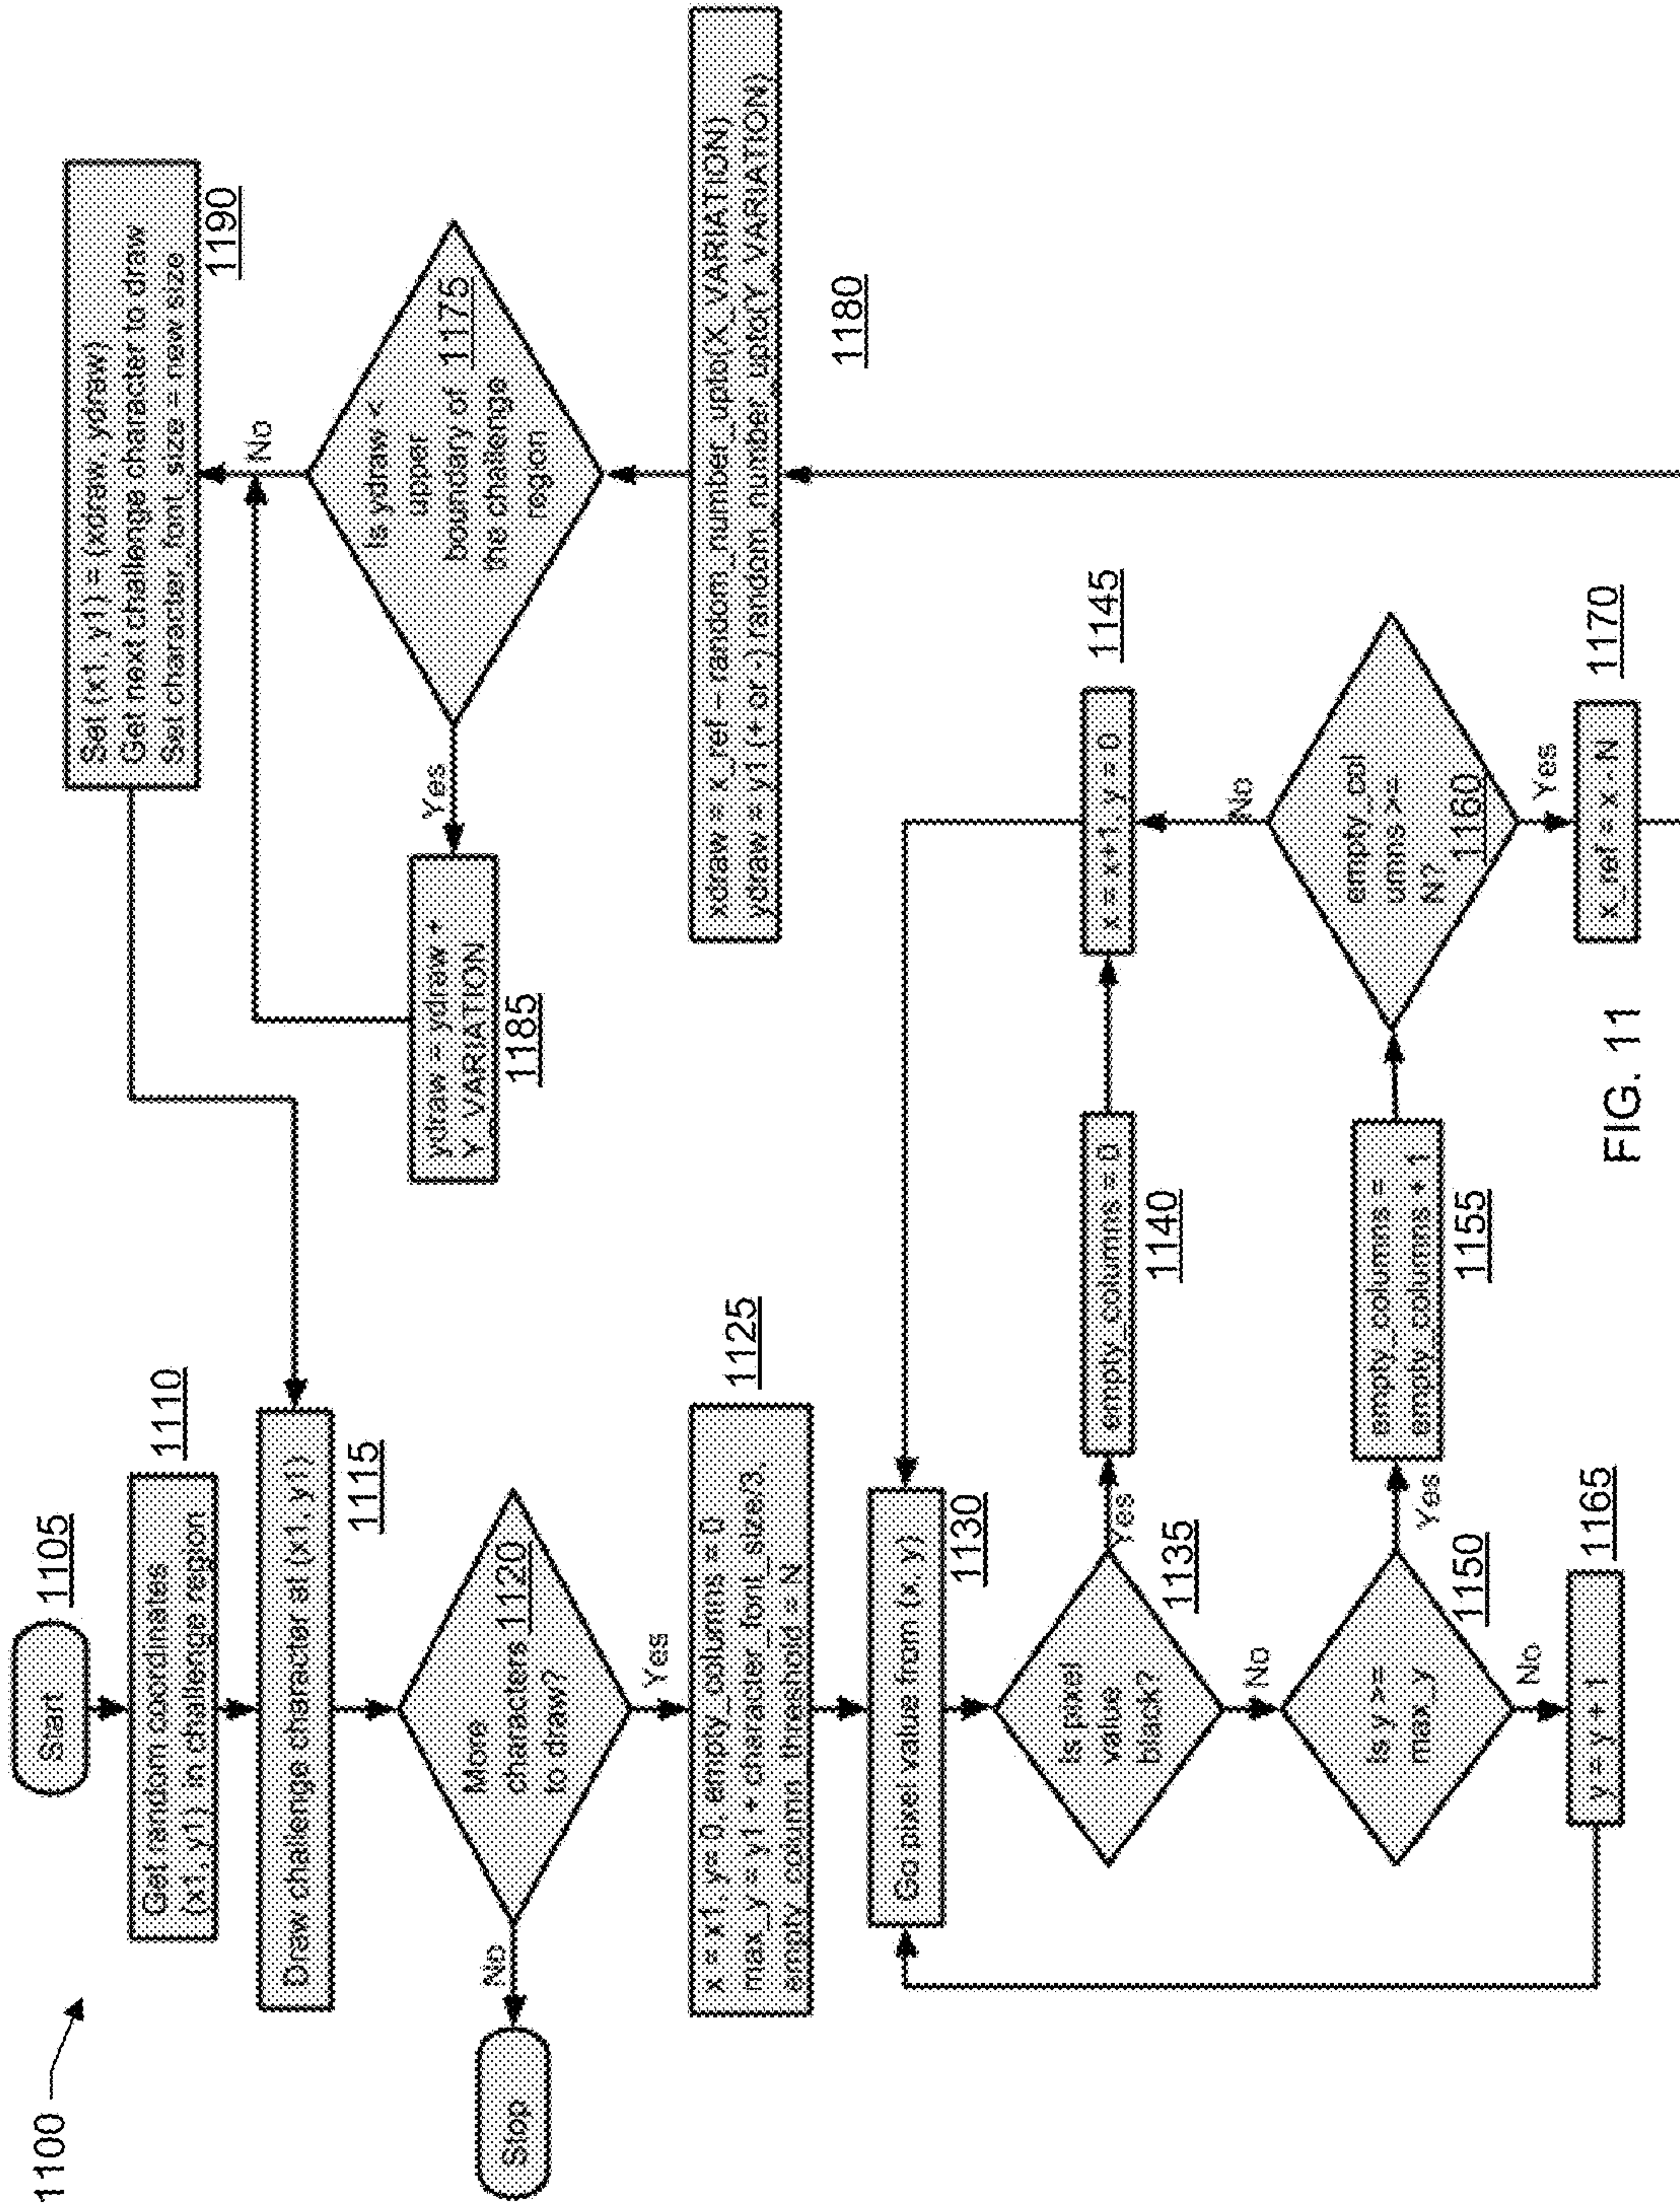 1100
Start
1105
Get random coordinates
(x1, y1) in challenge region
1110
Draw challenge character at (x1, y1)
1115
More
characters 1120
to draw?
No
Stop
Yes
x = x1, y= 0, empty_columns = 0
max_y = y1 + character_font_size/3,
empty_column_threshold = N
1125
Go pixel value from (x, y)
1130
Is pixel
value
black?
1135
Yes
empty_columns = 0
1140
x = x+1, y = 0
1145
No
Is y >=
max_y
1150
Yes
empty_columns =
empty_columns + 1
1155
empty_col
umns >=
N?
1160
No
Yes
x_ref = x - N
1170
No
y = y + 1
1165
xdraw = x_ref – random_number_upto(X_VARIATION)
ydraw = y1 (+ or -) random_number_upto(Y_VARIATION)
1180
Is ydraw <
upper
boundary of 1175
the challenge
region
Yes
ydraw = ydraw +
Y_VARIATION
1185
No
Set (x1, y1) = (xdraw, ydraw)
Get next challenge character to draw
Set character_font_size = new size
1190
FIG. 11